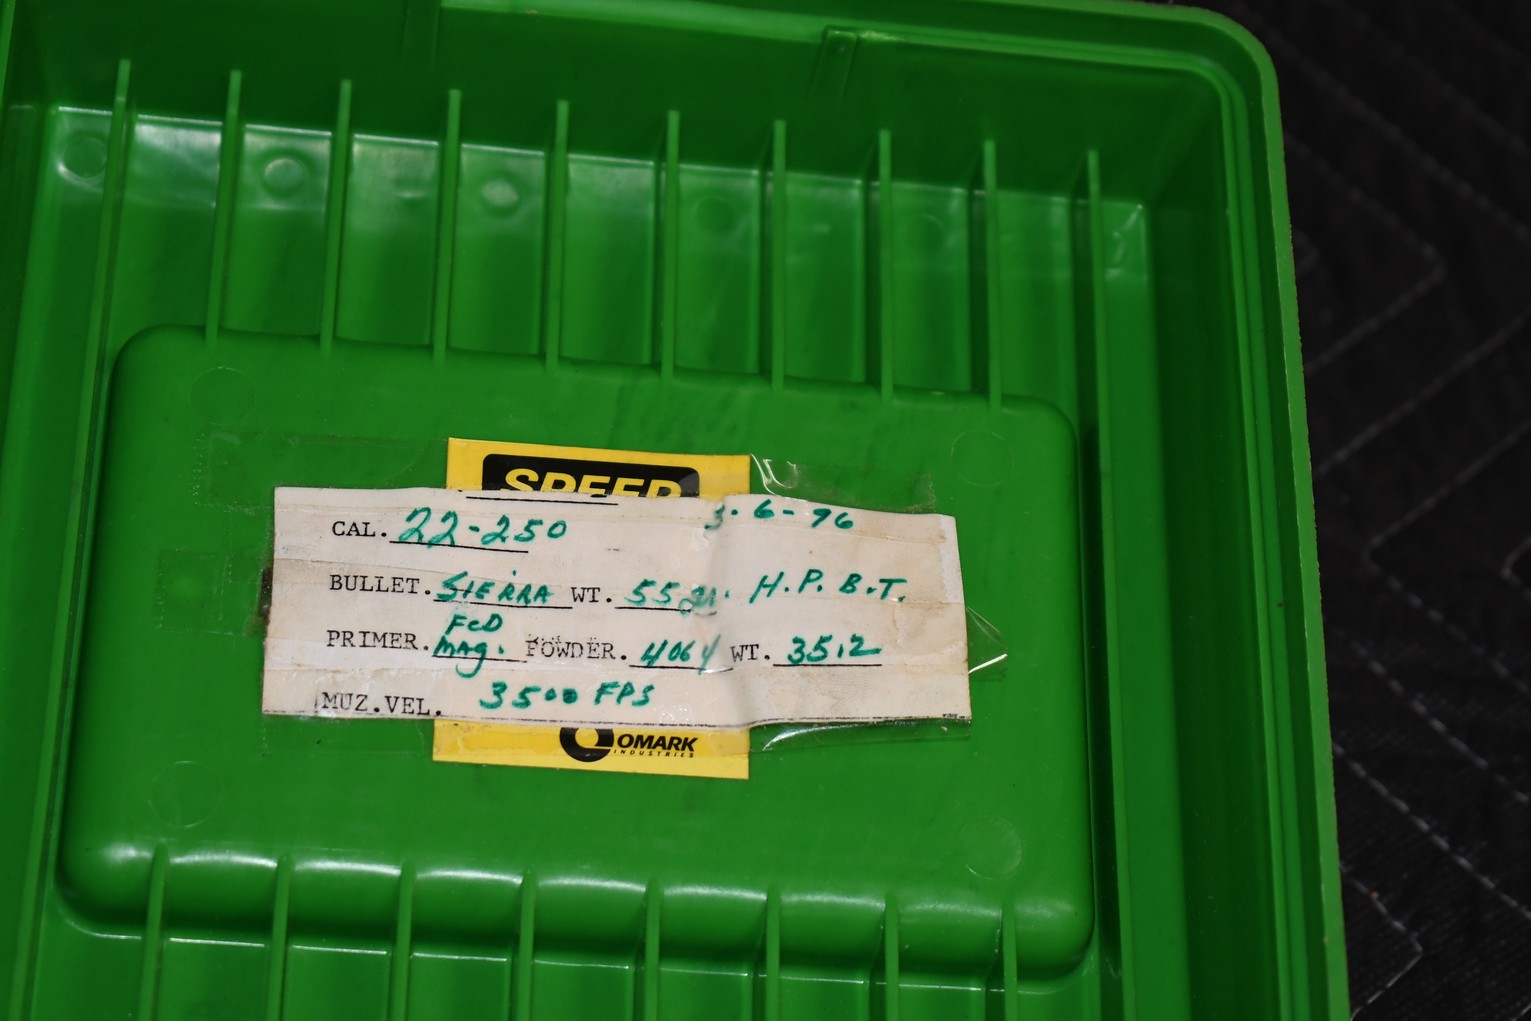 SPEER
3-6-96
CAL. 22-250
BULLET. SIERRA WT. 55 gr. H.P. B.T.
FED
PRIMER. mag. POWDER. 4064 WT. 35.2
MUZ.VEL. 3500 FPS
OMARK
INDUSTRIES